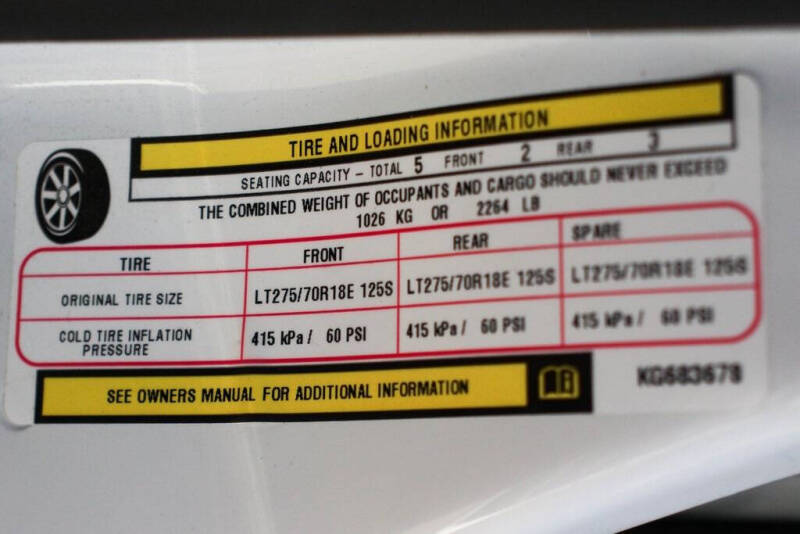 TIRE AND LOADING INFORMATION
SEATING CAPACITY - TOTAL 5 FRONT 2 REAR 3
THE COMBINED WEIGHT OF OCCUPANTS AND CARGO SHOULD NEVER EXCEED
1026 KG OR 2264 LB
TIRE FRONT REAR SPARE
ORIGINAL TIRE SIZE LT275/70R18E 125S LT275/70R18E 125S LT275/70R18E 125S
COLD TIRE INFLATION PRESSURE 415 kPa / 60 PSI 415 kPa / 60 PSI 415 kPa / 60 PSI
SEE OWNERS MANUAL FOR ADDITIONAL INFORMATION
KG683678